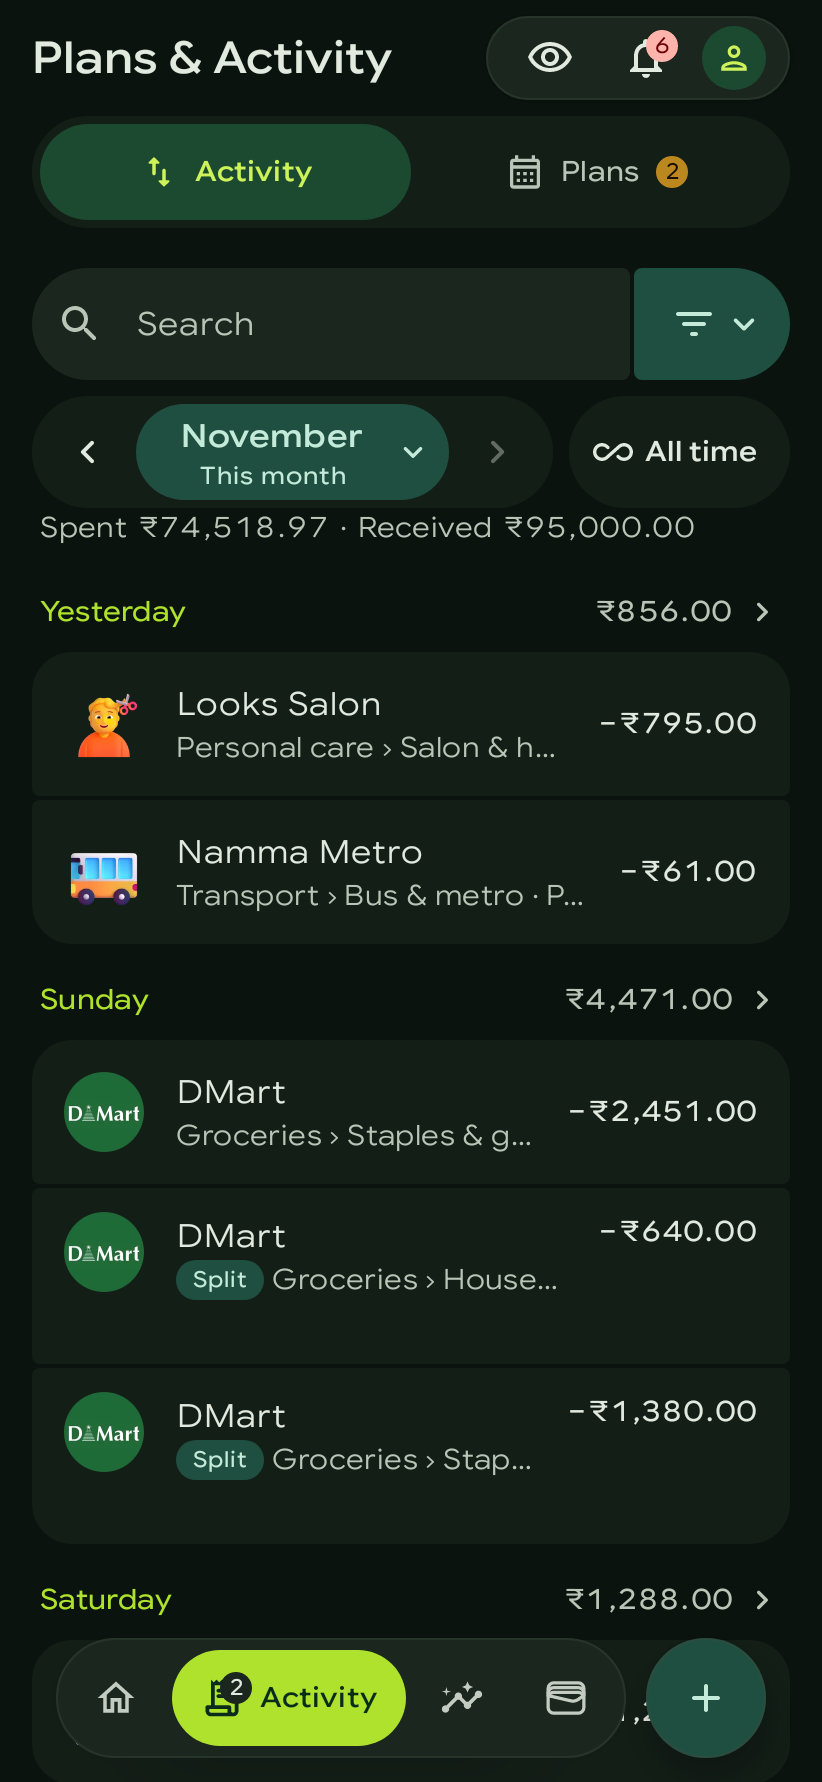 Plans & Activity
6
Activity
Plans 2
Search
November
This month
All time
Spent ₹74,518.97 · Received ₹95,000.00
Yesterday ₹856.00
Looks Salon
Personal care › Salon & h...
−₹795.00
Namma Metro
Transport › Bus & metro · P...
−₹61.00
Sunday ₹4,471.00
DMart
DMart
Groceries › Staples & g...
−₹2,451.00
DMart
DMart
Split Groceries › House...
−₹640.00
DMart
DMart
Split Groceries › Stap...
−₹1,380.00
Saturday ₹1,288.00
2
Activity